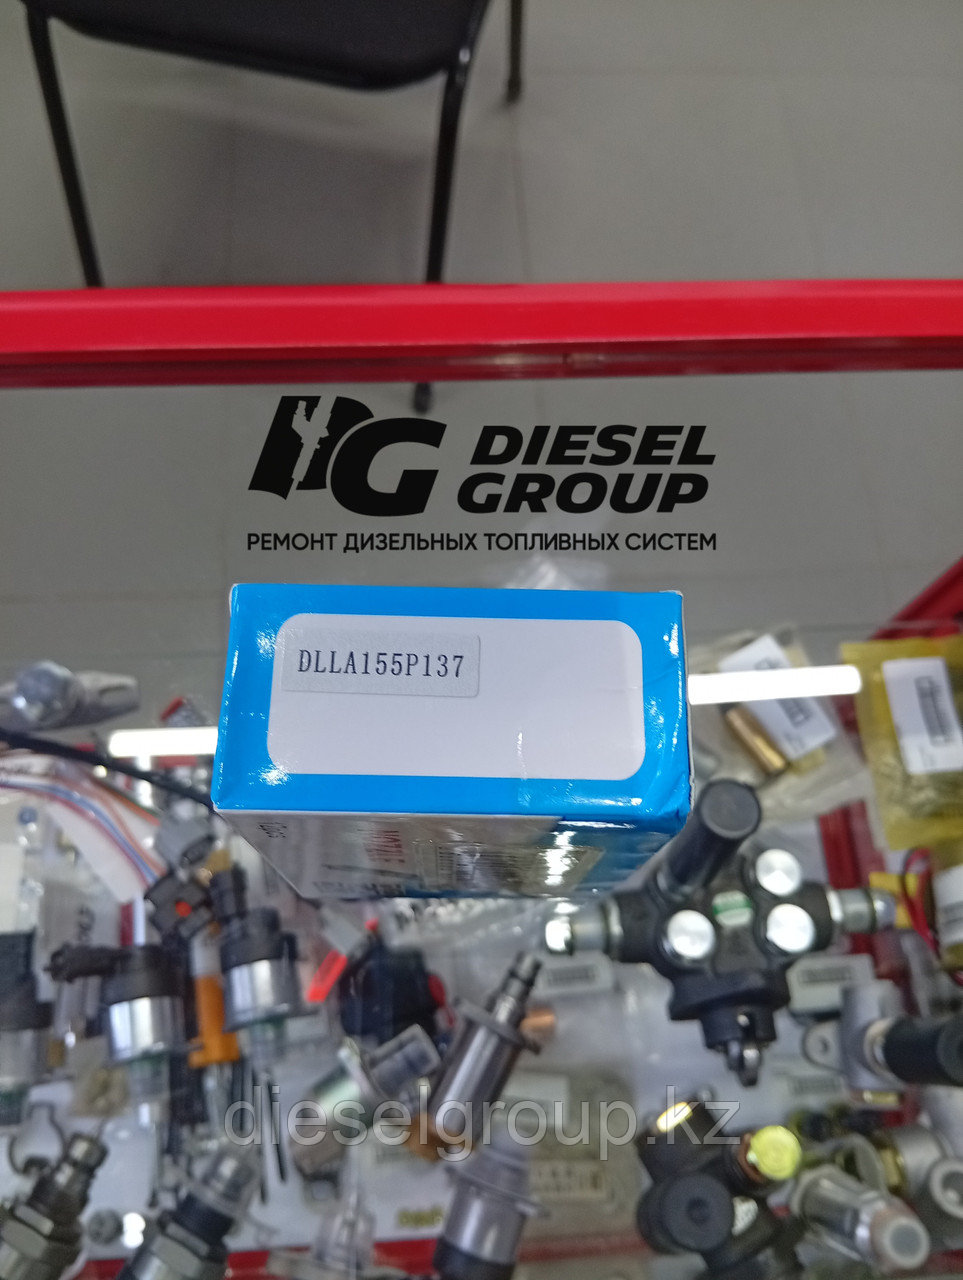 DIESEL
GROUP
РЕМОНТ ДИЗЕЛЬНЫХ ТОПЛИВНЫХ СИСТЕМ
DLLA155P137
dieselgroup.kz